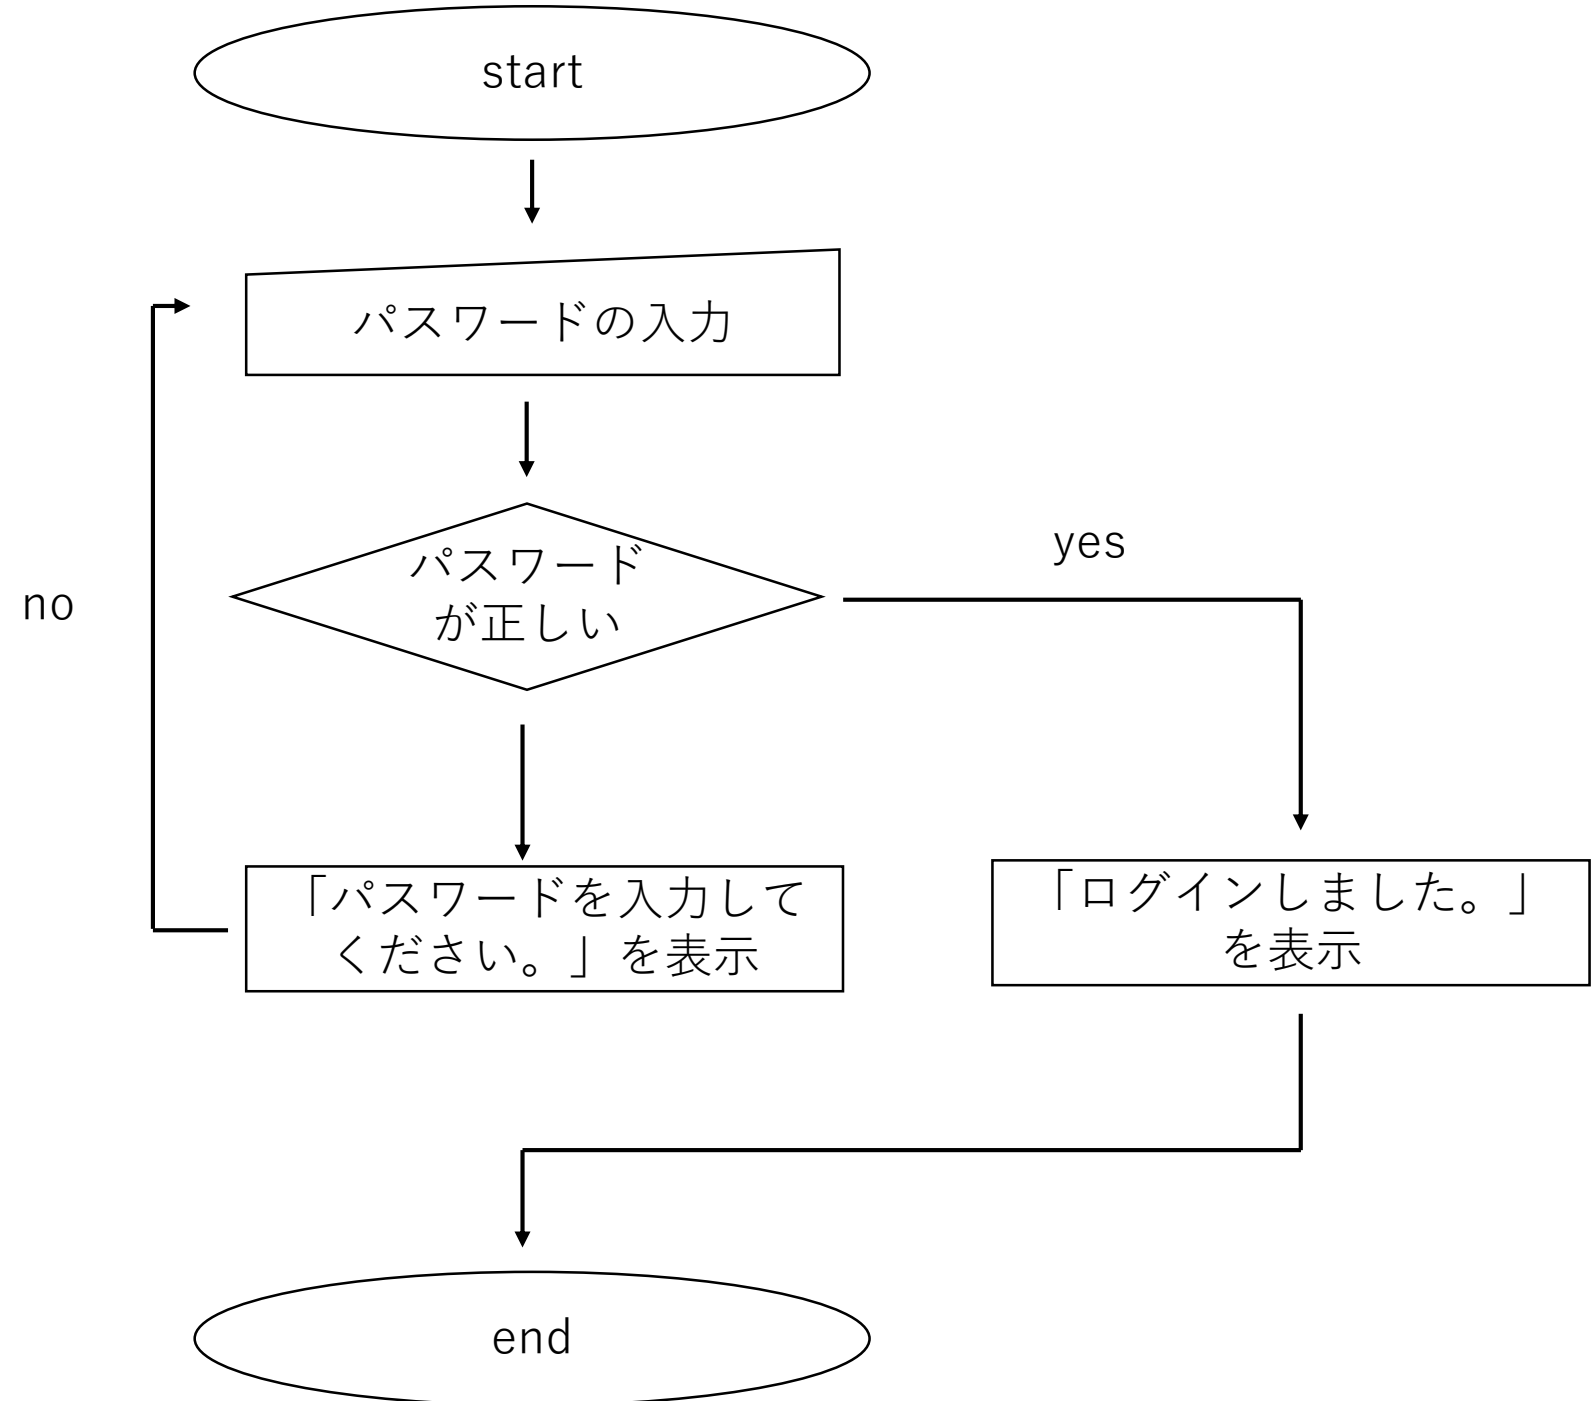 start
パスワードの入力
パスワード
が正しい
yes
no
「パスワードを入力して
ください。」を表示
「ログインしました。」
を表示
end